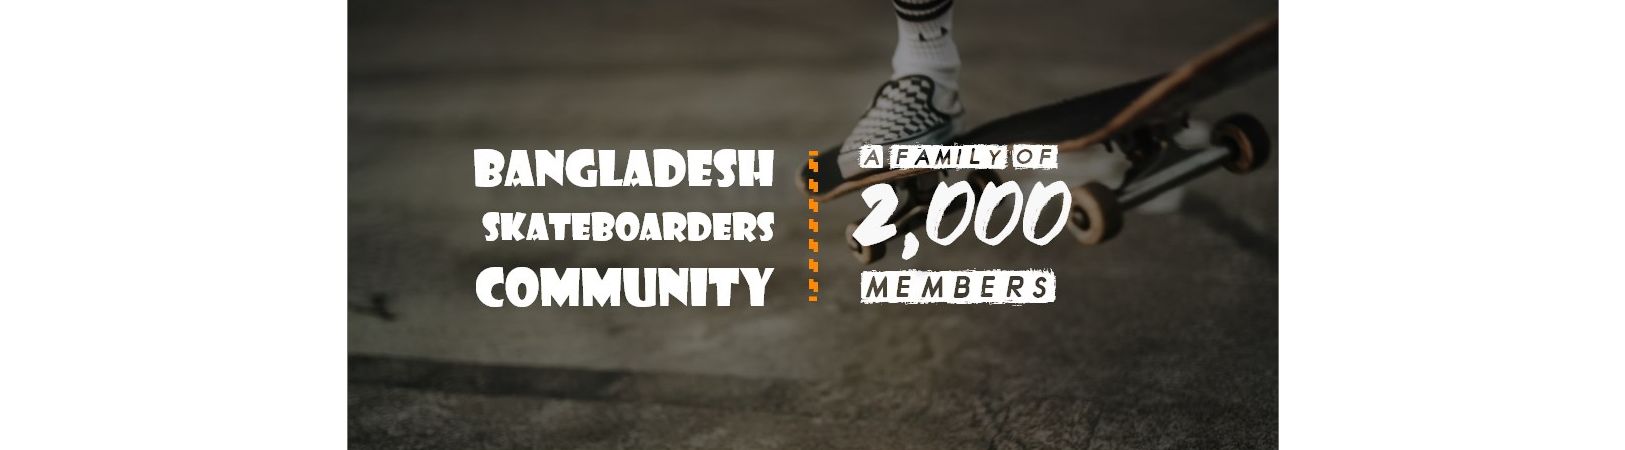 BANGLADESH
SKATEBOARDERS
COMMUNITY
A FAMILY OF
2,000
MEMBERS